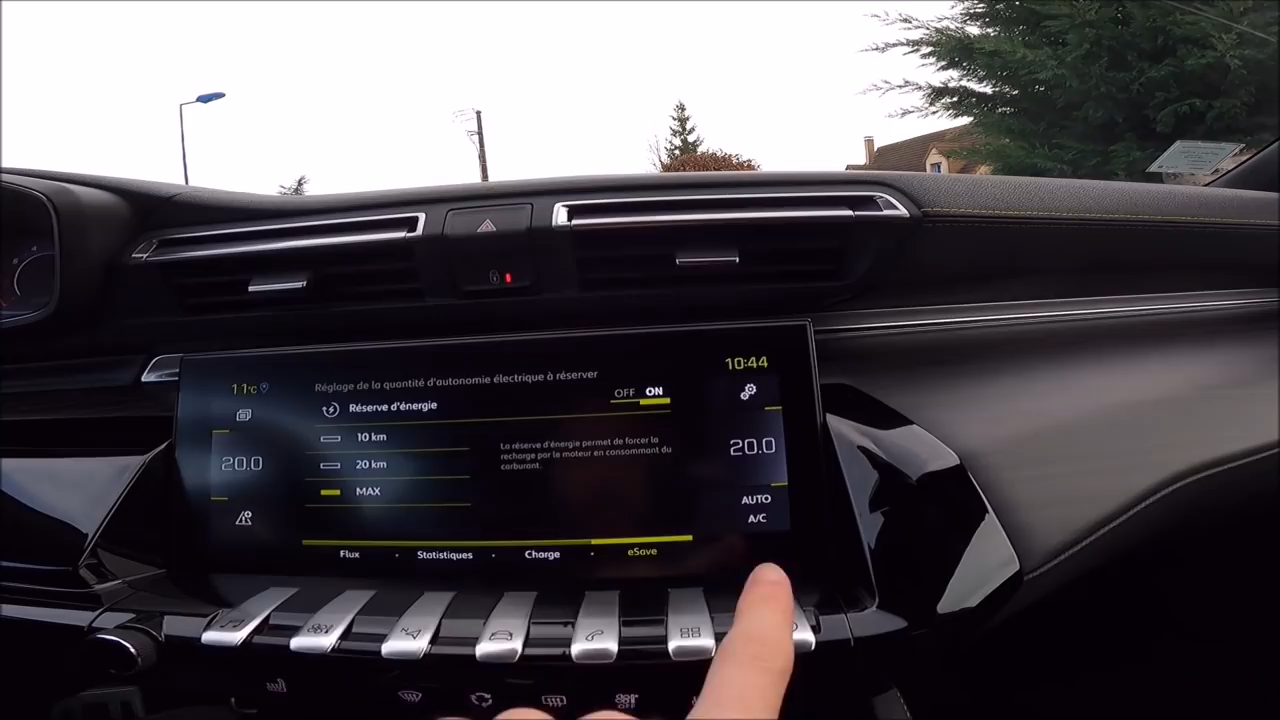 10:44
11°C
Réglage de la quantité d'autonomie électrique à réserver
OFF ON
Réserve d'énergie
10 km
20 km
MAX
La réserve d'énergie permet de forcer la
recharge par le moteur en consommant du
carburant.
20.0
20.0
AUTO
A/C
Flux • Statistiques • Charge • eSave
OFF